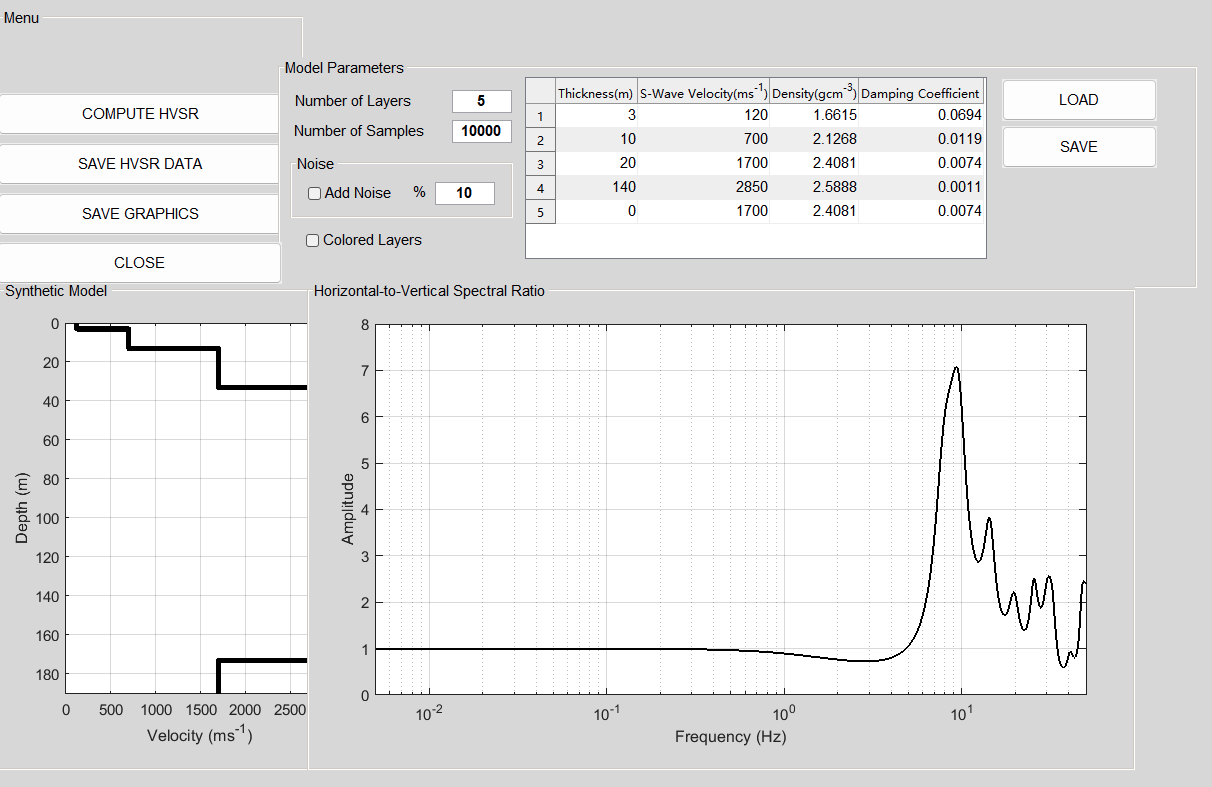 Menu
COMPUTE HVSR
SAVE HVSR DATA
SAVE GRAPHICS
CLOSE
Model Parameters
Number of Layers 5
Number of Samples 10000
Noise
Add Noise % 10
Colored Layers
Thickness(m) S-Wave Velocity(ms-1) Density(gcm-3) Damping Coefficient
1 3 120 1.6615 0.0694
2 10 700 2.1268 0.0119
3 20 1700 2.4081 0.0074
4 140 2850 2.5888 0.0011
5 0 1700 2.4081 0.0074
LOAD
SAVE
Synthetic Model
0
20
40
60
80
100
120
140
160
180
Depth (m)
0 500 1000 1500 2000 2500
Velocity (ms-1)
Horizontal-to-Vertical Spectral Ratio
8
7
6
5
4
3
2
1
0
Amplitude
10-2 10-1 100 101
Frequency (Hz)